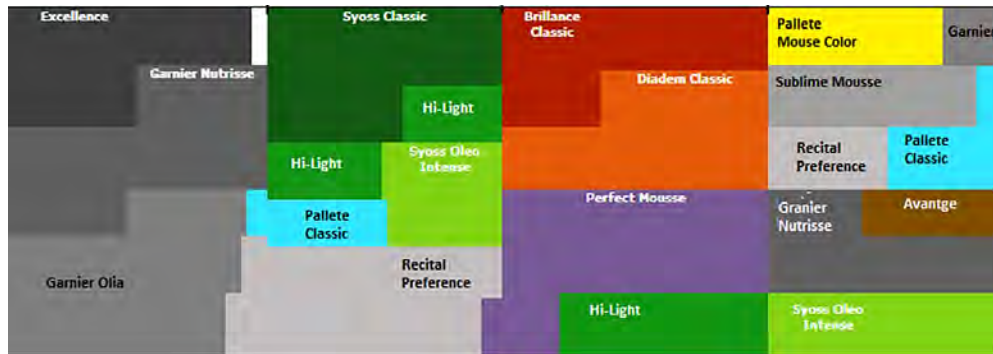 Excellence
Syoss Classic
Brillance
Classic
Pallete
Mouse Color
Garnier
Garnier Nutrisse
Diadem Classic
Sublime Mousse
Hi-Light
Hi-Light
Syoss Oleo
Intense
Recital
Preference
Pallete
Classic
Pallete
Classic
Perfect Mousse
Granier
Nutrisse
Avantge
Garnier Olia
Recital
Preference
Hi-Light
Syoss Oleo
Intense